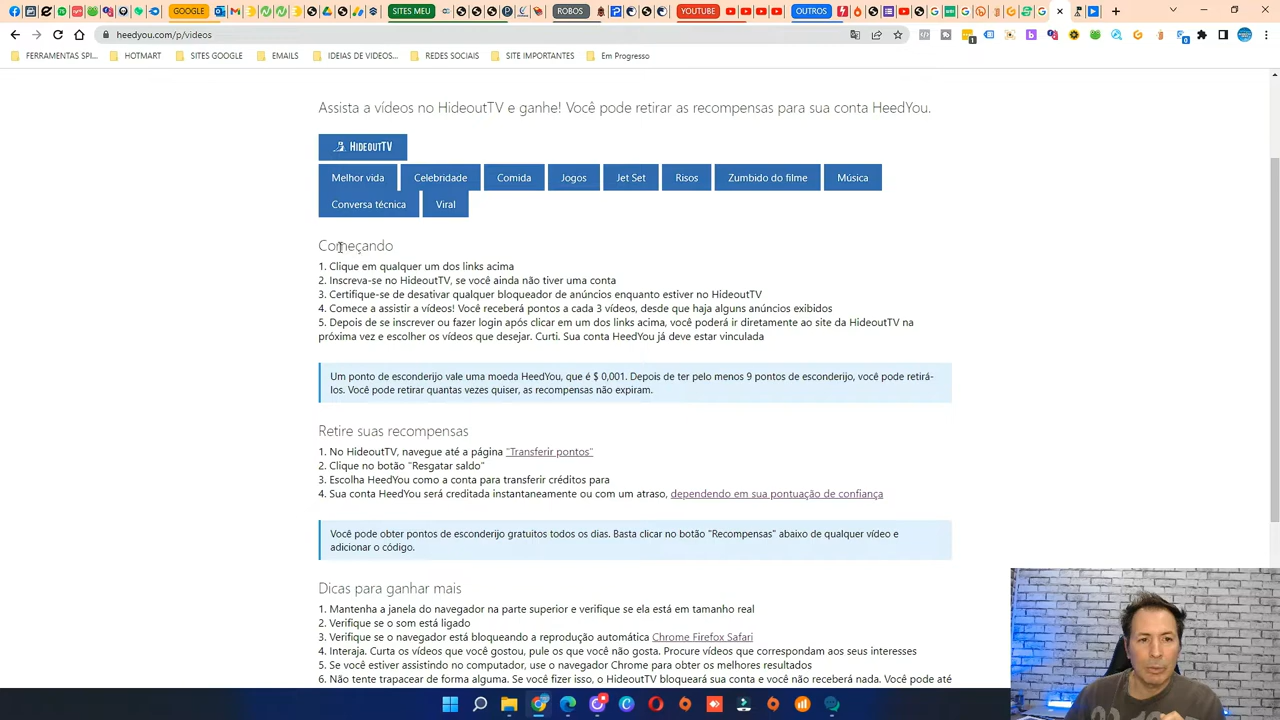 GOOGLE
SITES MEU
ROBOS
YOUTUBE
OUTROS
heedyou.com/p/videos
FERRAMENTAS SPI... HOTMART SITES GOOGLE EMAILS IDEIAS DE VIDEOS... REDES SOCIAIS SITE IMPORTANTES Em Progresso
Assista a vídeos no HideoutTV e ganhe! Você pode retirar as recompensas para sua conta HeedYou.
HIDEOUTTV
Melhor vida Celebridade Comida Jogos Jet Set Risos Zumbido do filme Música
Conversa técnica Viral
Começando
1. Clique em qualquer um dos links acima
2. Inscreva-se no HideoutTV, se você ainda não tiver uma conta
3. Certifique-se de desativar qualquer bloqueador de anúncios enquanto estiver no HideoutTV
4. Comece a assistir a vídeos! Você receberá pontos a cada 3 vídeos, desde que haja alguns anúncios exibidos
5. Depois de se inscrever ou fazer login após clicar em um dos links acima, você poderá ir diretamente ao site da HideoutTV na
próxima vez e escolher os vídeos que desejar. Curti. Sua conta HeedYou já deve estar vinculada
Um ponto de esconderijo vale uma moeda HeedYou, que é $ 0,001. Depois de ter pelo menos 9 pontos de esconderijo, você pode retirá-
los. Você pode retirar quantas vezes quiser, as recompensas não expiram.
Retire suas recompensas
1. No HideoutTV, navegue até a página "Transferir pontos"
2. Clique no botão "Resgatar saldo"
3. Escolha HeedYou como a conta para transferir créditos para
4. Sua conta HeedYou será creditada instantaneamente ou com um atraso, dependendo em sua pontuação de confiança
Você pode obter pontos de esconderijo gratuitos todos os dias. Basta clicar no botão "Recompensas" abaixo de qualquer vídeo e
adicionar o código.
Dicas para ganhar mais
1. Mantenha a janela do navegador na parte superior e verifique se ela está em tamanho real
2. Verifique se o som está ligado
3. Verifique se o navegador está bloqueando a reprodução automática Chrome Firefox Safari
4. Interaja. Curta os vídeos que você gostou, pule os que você não gosta. Procure vídeos que correspondam aos seus interesses
5. Se você estiver assistindo no computador, use o navegador Chrome para obter os melhores resultados
6. Não tente trapacear de forma alguma. Se você fizer isso, o HideoutTV bloqueará sua conta e você não receberá nada. Você pode até